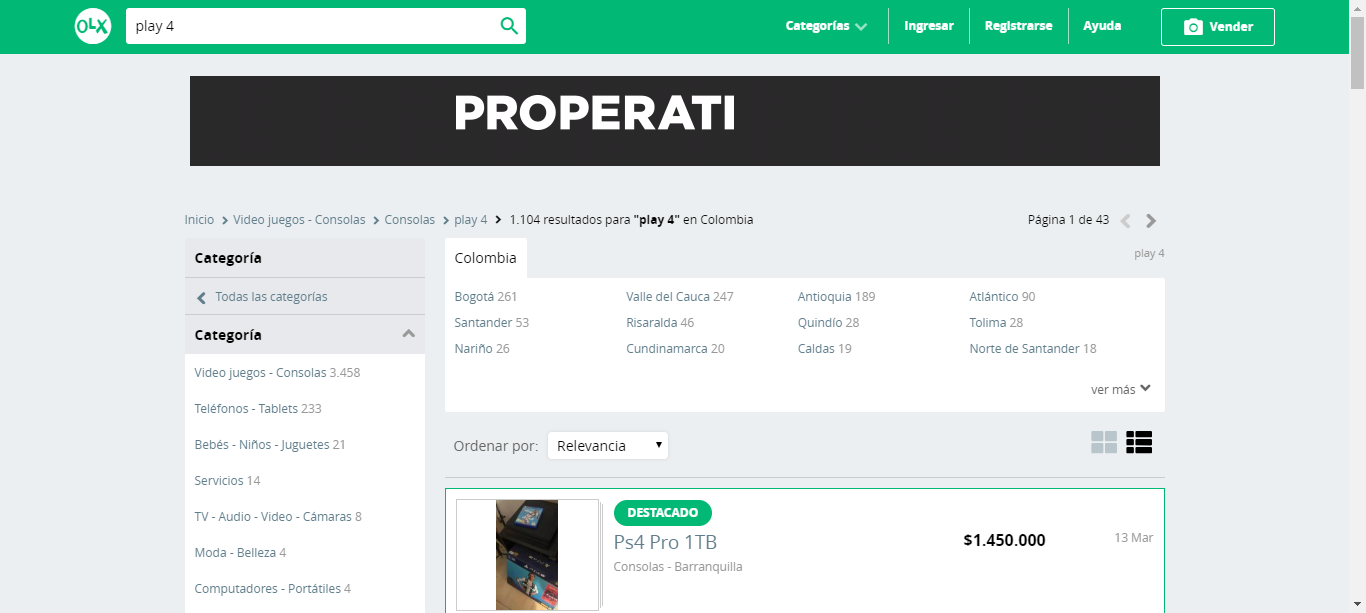 OLX play 4 Categorías Ingresar Registrarse Ayuda Vender
PROPERATI
Inicio Video juegos - Consolas Consolas play 4 1.104 resultados para "play 4" en Colombia Página 1 de 43
Categoría
Todas las categorías
Categoría
Video juegos - Consolas 3.458
Teléfonos - Tablets 233
Bebés - Niños - Juguetes 21
Servicios 14
TV - Audio - Video - Cámaras 8
Moda - Belleza 4
Computadores - Portátiles 4
Colombia play 4
Bogotá 261 Valle del Cauca 247 Antioquia 189 Atlántico 90
Santander 53 Risaralda 46 Quindío 28 Tolima 28
Nariño 26 Cundinamarca 20 Caldas 19 Norte de Santander 18
ver más
Ordenar por: Relevancia
DESTACADO
Ps4 Pro 1TB $1.450.000 13 Mar
Consolas - Barranquilla